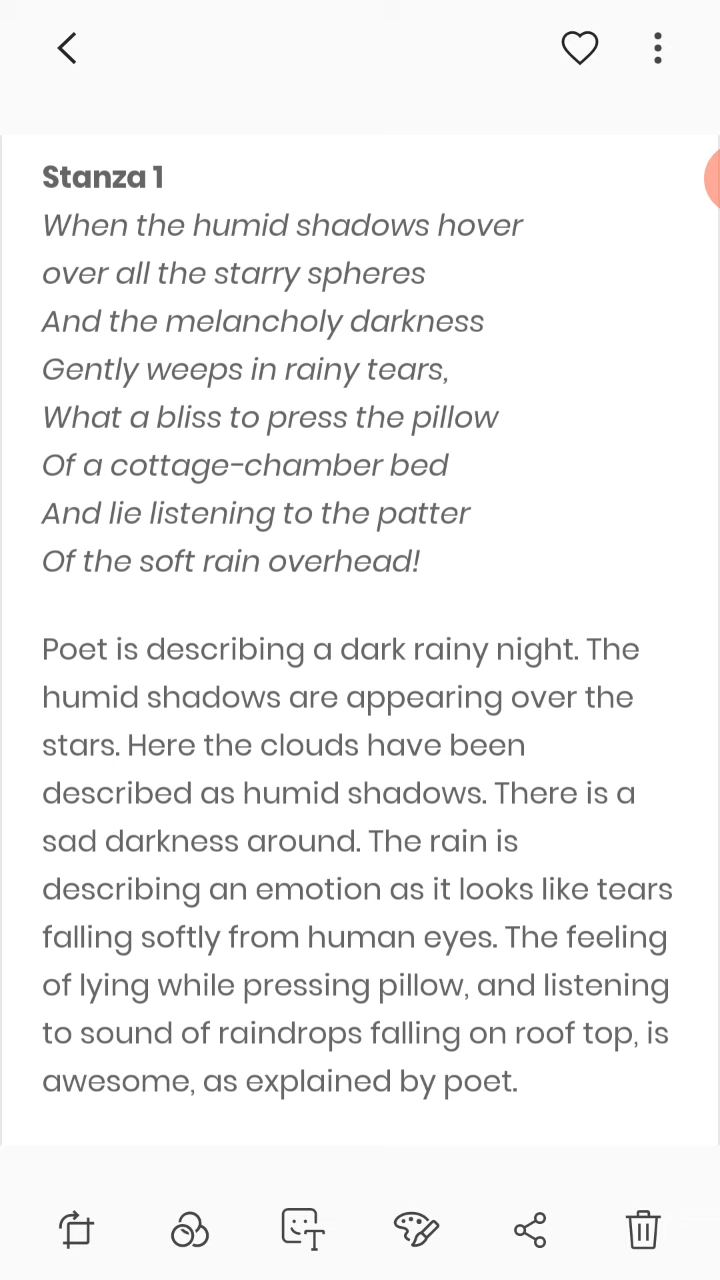 Stanza 1
When the humid shadows hover
over all the starry spheres
And the melancholy darkness
Gently weeps in rainy tears,
What a bliss to press the pillow
Of a cottage-chamber bed
And lie listening to the patter
Of the soft rain overhead!
Poet is describing a dark rainy night. The
humid shadows are appearing over the
stars. Here the clouds have been
described as humid shadows. There is a
sad darkness around. The rain is
describing an emotion as it looks like tears
falling softly from human eyes. The feeling
of lying while pressing pillow, and listening
to sound of raindrops falling on roof top, is
awesome, as explained by poet.